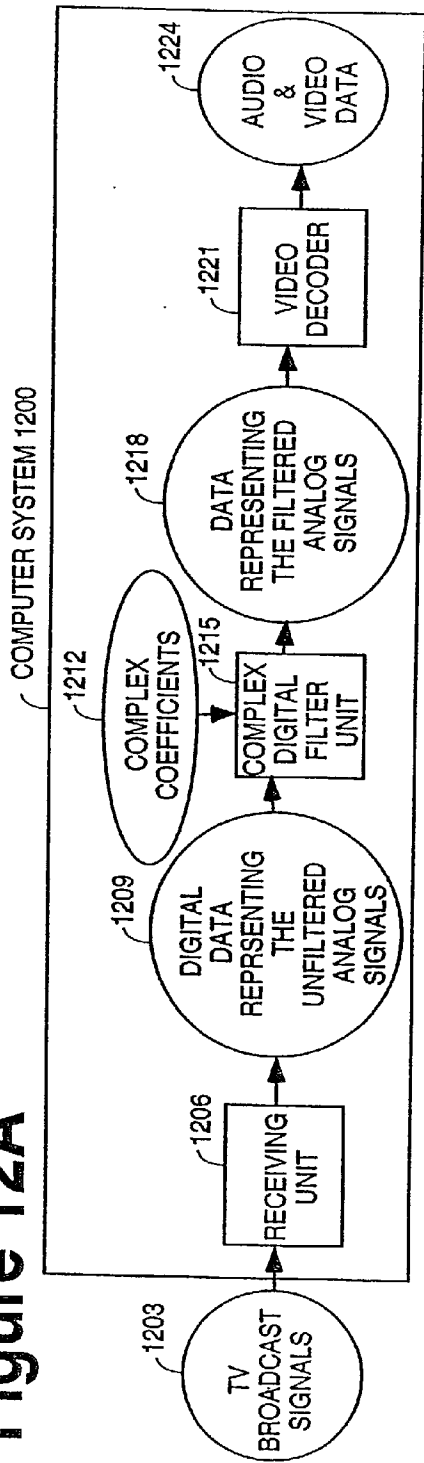 Figure 12A
COMPUTER SYSTEM 1200
1203
TV
BROADCAST
SIGNALS
1206
RECEIVING
UNIT
1209
DIGITAL
DATA
REPRSENTING
THE
UNFILTERED
ANALOG
SIGNALS
1212
COMPLEX
COEFFICIENTS
1215
COMPLEX
DIGITAL
FILTER
UNIT
1218
DATA
REPRESENTING
THE FILTERED
ANALOG
SIGNALS
1221
VIDEO
DECODER
1224
AUDIO
&
VIDEO
DATA